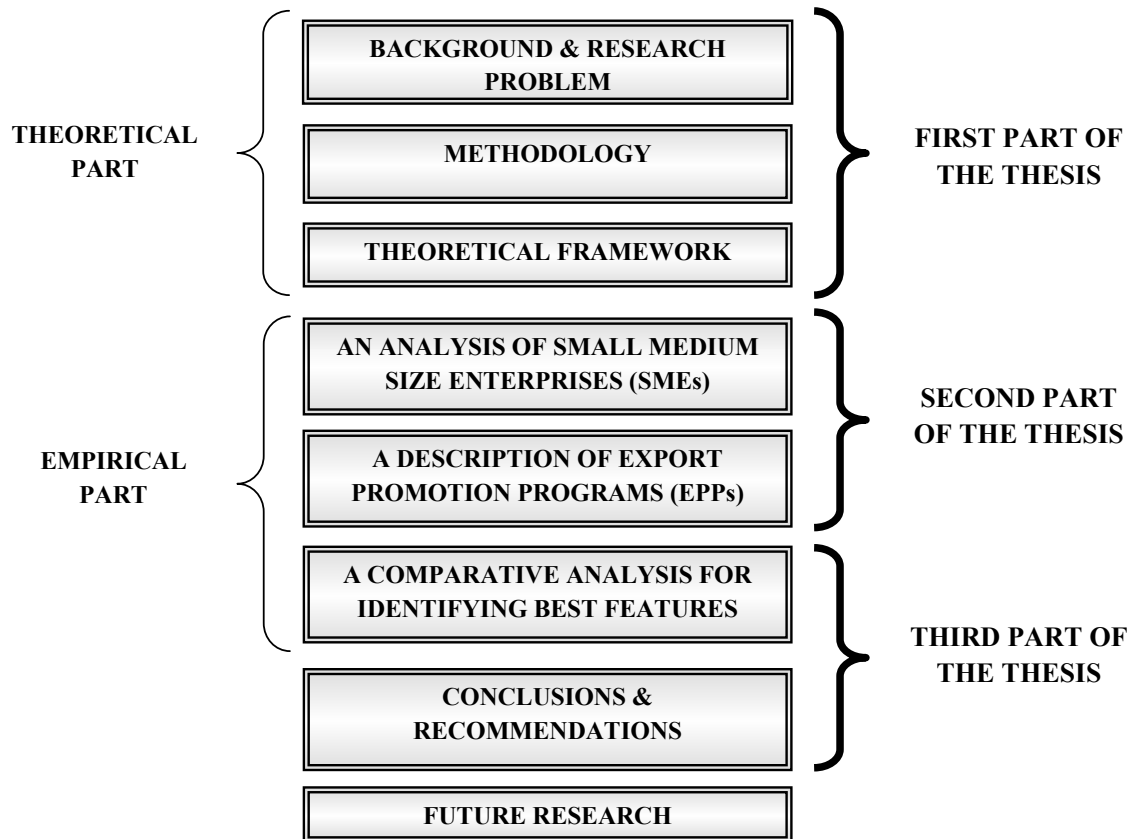 THEORETICAL
PART
BACKGROUND & RESEARCH
PROBLEM
METHODOLOGY
THEORETICAL FRAMEWORK
FIRST PART OF
THE THESIS
EMPIRICAL
PART
AN ANALYSIS OF SMALL MEDIUM
SIZE ENTERPRISES (SMEs)
A DESCRIPTION OF EXPORT
PROMOTION PROGRAMS (EPPs)
SECOND PART
OF THE THESIS
A COMPARATIVE ANALYSIS FOR
IDENTIFYING BEST FEATURES
CONCLUSIONS &
RECOMMENDATIONS
THIRD PART OF
THE THESIS
FUTURE RESEARCH